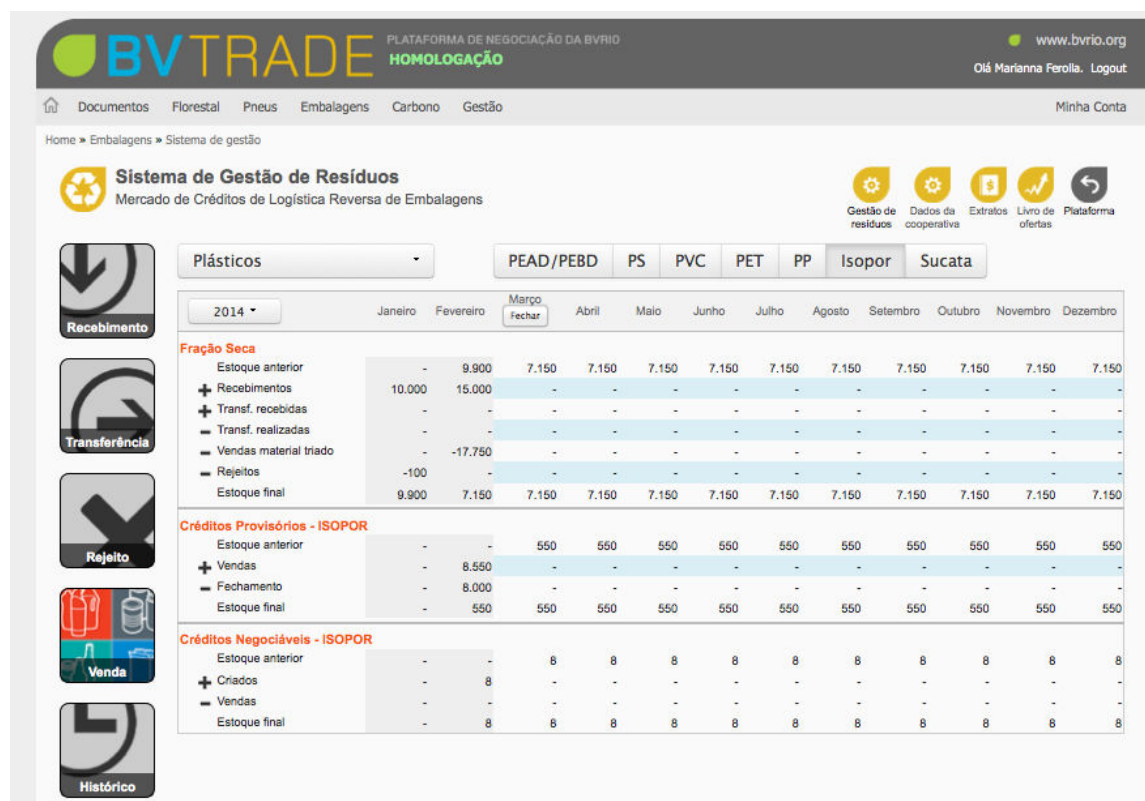 BVTRADE PLATAFORMA DE NEGOCIAÇÃO DA BVRIO
HOMOLOGAÇÃO
www.bvrio.org
Olá Marianna Ferolla. Logout
Documentos Florestal Pneus Embalagens Carbono Gestão Minha Conta
Home » Embalagens » Sistema de gestão
Sistema de Gestão de Resíduos
Mercado de Créditos de Logística Reversa de Embalagens
Gestão de resíduos Dados da cooperativa Extratos Livro de ofertas Plataforma
Recebimento
Transferência
Rejeito
Venda
Histórico
Plásticos PEAD/PEBD PS PVC PET PP Isopor Sucata
2014 Janeiro Fevereiro Março Abril Maio Junho Julho Agosto Setembro Outubro Novembro Dezembro
Fechar
Fração Seca
Estoque anterior - 9.900 7.150 7.150 7.150 7.150 7.150 7.150 7.150 7.150 7.150 7.150
+ Recebimentos 10.000 15.000 - - - - - - - - - -
+ Transf. recebidas - - - - - - - - - - - -
- Transf. realizadas - - - - - - - - - - - -
- Vendas material triado - -17.750 - - - - - - - - - -
- Rejeitos -100 - - - - - - - - - - -
Estoque final 9.900 7.150 7.150 7.150 7.150 7.150 7.150 7.150 7.150 7.150 7.150 7.150
Créditos Provisórios - ISOPOR
Estoque anterior - - 550 550 550 550 550 550 550 550 550 550
+ Vendas - 8.550 - - - - - - - - - -
- Fechamento - 8.000 - - - - - - - - - -
Estoque final - 550 550 550 550 550 550 550 550 550 550 550
Créditos Negociáveis - ISOPOR
Estoque anterior - - 8 8 8 8 8 8 8 8 8 8
+ Criados - 8 - - - - - - - - - -
- Vendas - - - - - - - - - - - -
Estoque final - 8 8 8 8 8 8 8 8 8 8 8